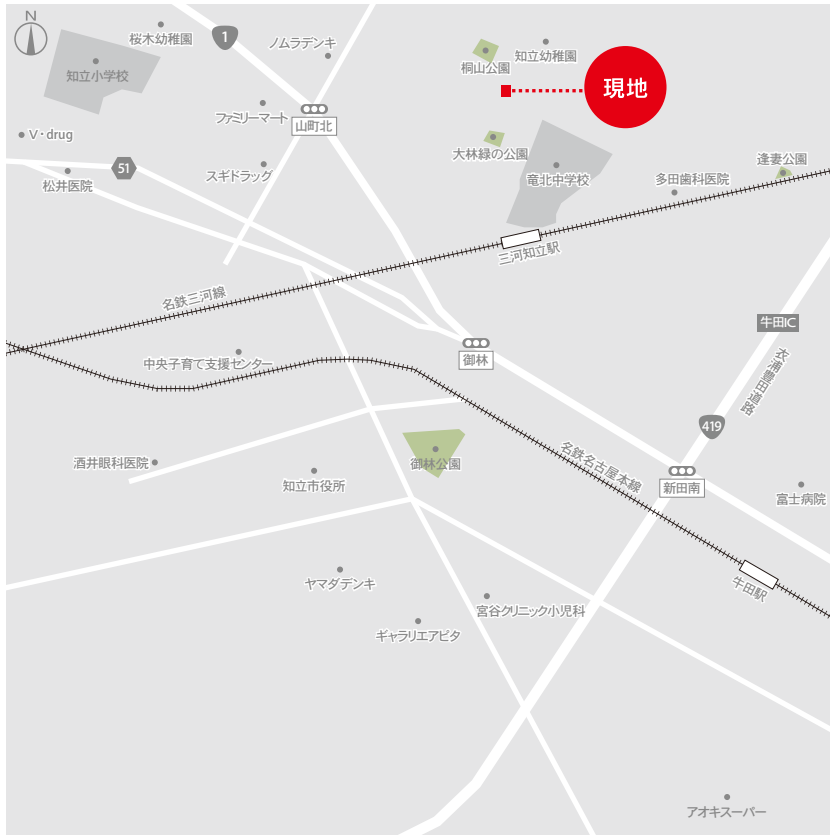 N
桜木幼稚園
1
ノムラデンキ
知立幼稚園
桐山公園
知立小学校
現地
ファミリーマート
山町北
V・drug
大林緑の公園
逢妻公園
51
スギドラッグ
竜北中学校
多田歯科医院
松井医院
三河知立駅
名鉄三河線
牛田IC
御林
中央子育て支援センター
衣浦豊田道路
419
酒井眼科医院
御林公園
名鉄名古屋本線
知立市役所
新田南
富士病院
ヤマダデンキ
牛田駅
宮谷クリニック小児科
ギャラリエアピタ
アオキスーパー